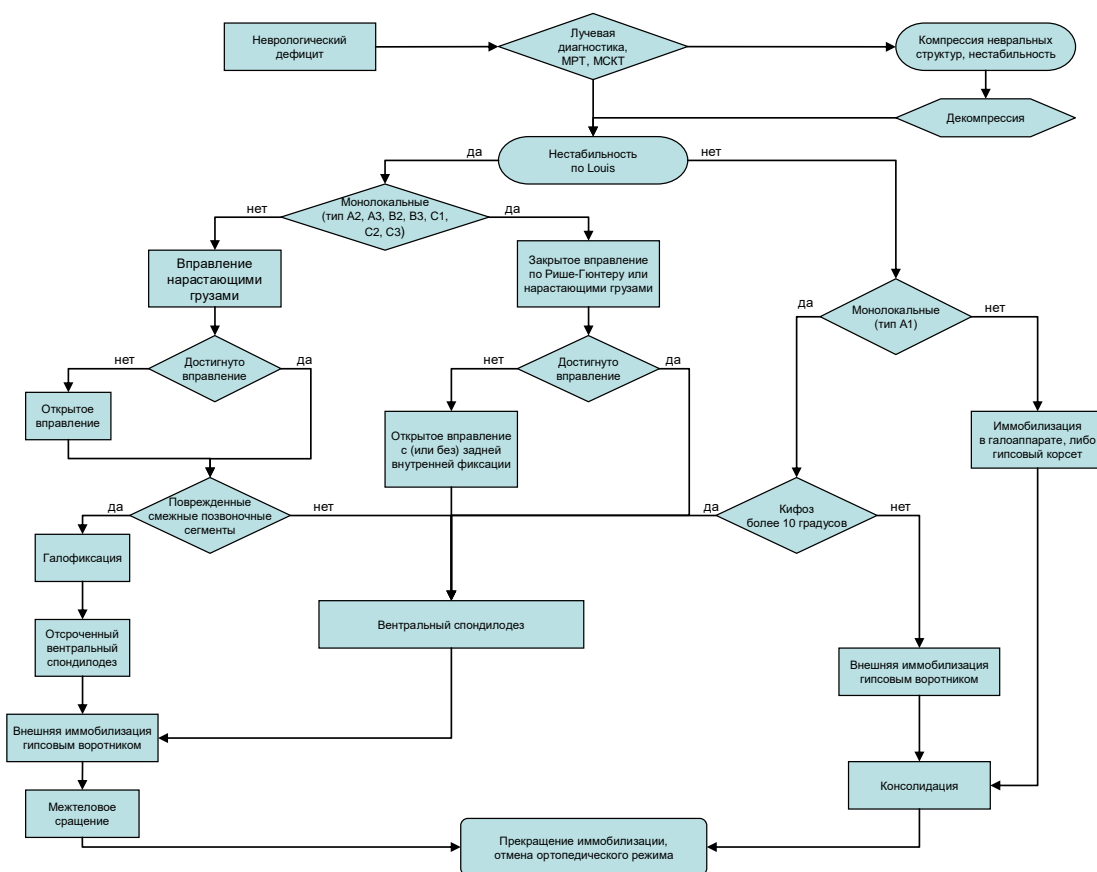 Неврологический
дефицит
Лучевая
диагностика,
МРТ, МСКТ
Компрессия невральных
структур, нестабильность
Декомпрессия
да
Нестабильность
по Louis
нет
Монолокальные
(тип А2, А3, В2, В3, С1,
С2, С3)
нет
да
Вправление
нарастающими
грузами
Закрытое вправление
по Рише-Гюнтеру или
нарастающими грузами
да
Монолокальные
(тип А1)
нет
нет
Достигнуто
вправление
да
нет
Достигнуто
вправление
да
Открытое
вправление
Открытое вправление
с (или без) задней
внутренней фиксации
Иммобилизация
в галоаппарате, либо
гипсовый корсет
да
Поврежденные
смежные позвоночные
сегменты
нет
да
Кифоз
более 10 градусов
нет
Галофиксация
Вентральный спондилодез
Отсроченный
вентральный
спондилодез
Внешняя иммобилизация
гипсовым воротником
Внешняя иммобилизация
гипсовым воротником
Консолидация
Межтеловое
сращение
Прекращение иммобилизации,
отмена ортопедического режима